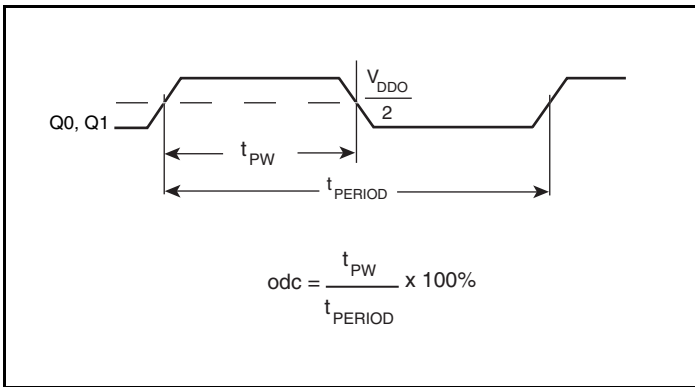 V_DDO
2
Q0, Q1
t_PW
t_PERIOD
odc = t_PW / t_PERIOD x 100%